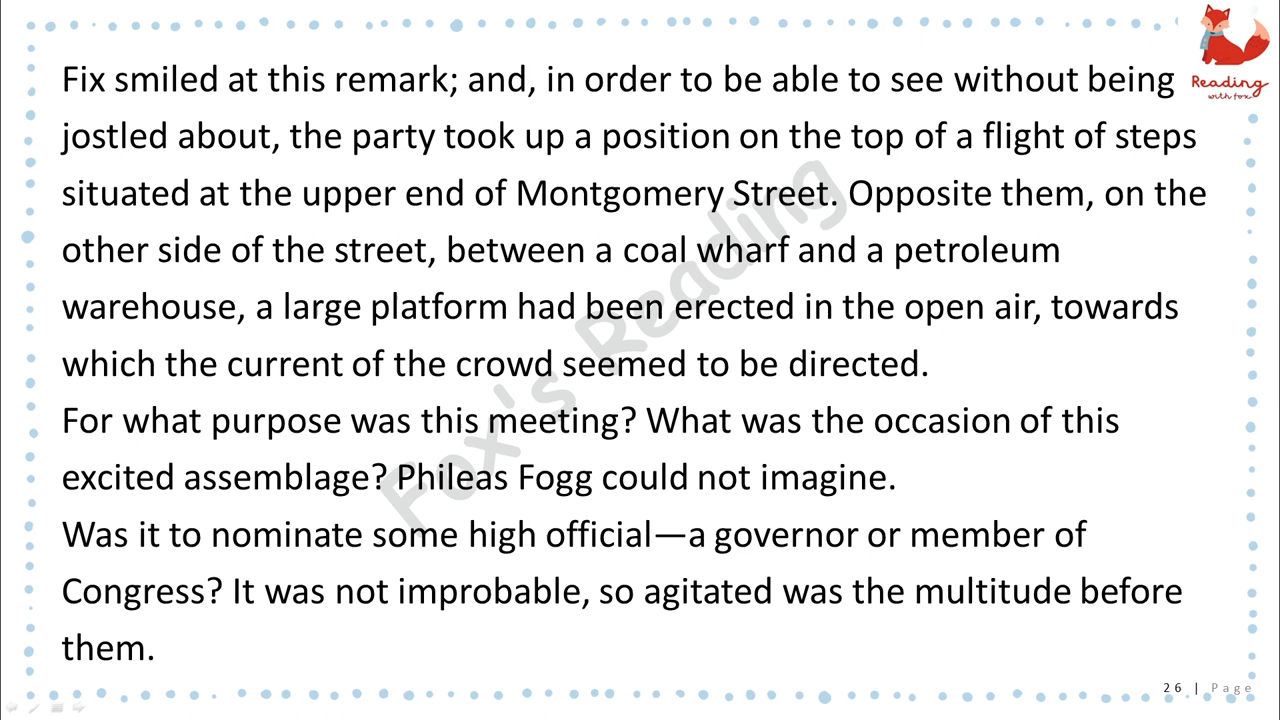 Fix smiled at this remark; and, in order to be able to see without being
jostled about, the party took up a position on the top of a flight of steps
situated at the upper end of Montgomery Street. Opposite them, on the
other side of the street, between a coal wharf and a petroleum
warehouse, a large platform had been erected in the open air, towards
which the current of the crowd seemed to be directed.
For what purpose was this meeting? What was the occasion of this
excited assemblage? Phileas Fogg could not imagine.
Was it to nominate some high official—a governor or member of
Congress? It was not improbable, so agitated was the multitude before
them.
Reading
with fox
Fox's Reading
26 | Page